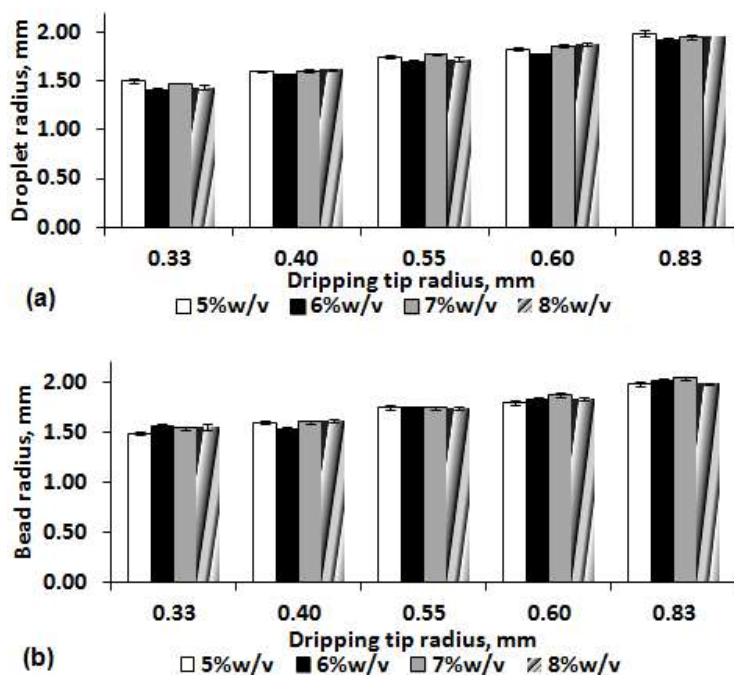 Droplet radius, mm
2.00
1.50
1.00
0.50
0.00
0.33 0.40 0.55 0.60 0.83
Dripping tip radius, mm
(a)
5%w/v 6%w/v 7%w/v 8%w/v
Bead radius, mm
2.00
1.50
1.00
0.50
0.00
0.33 0.40 0.55 0.60 0.83
Dripping tip radius, mm
(b)
5%w/v 6%w/v 7%w/v 8%w/v